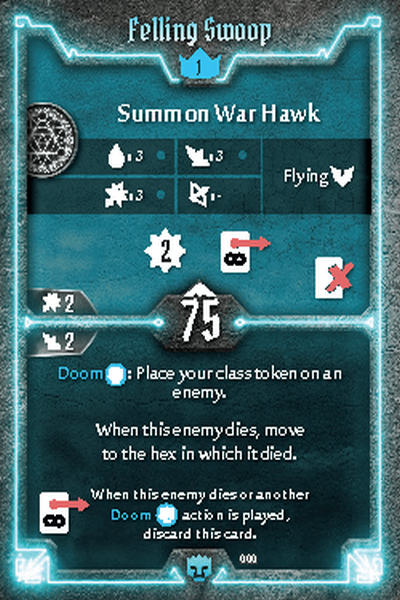 Felling Swoop
1
Summon War Hawk
: 3
: 3
Flying
: 3
: -
2
2
75
2
Doom : Place your class token on an
enemy.
When this enemy dies, move
to the hex in which it died.
When this enemy dies or another
Doom action is played,
discard this card.